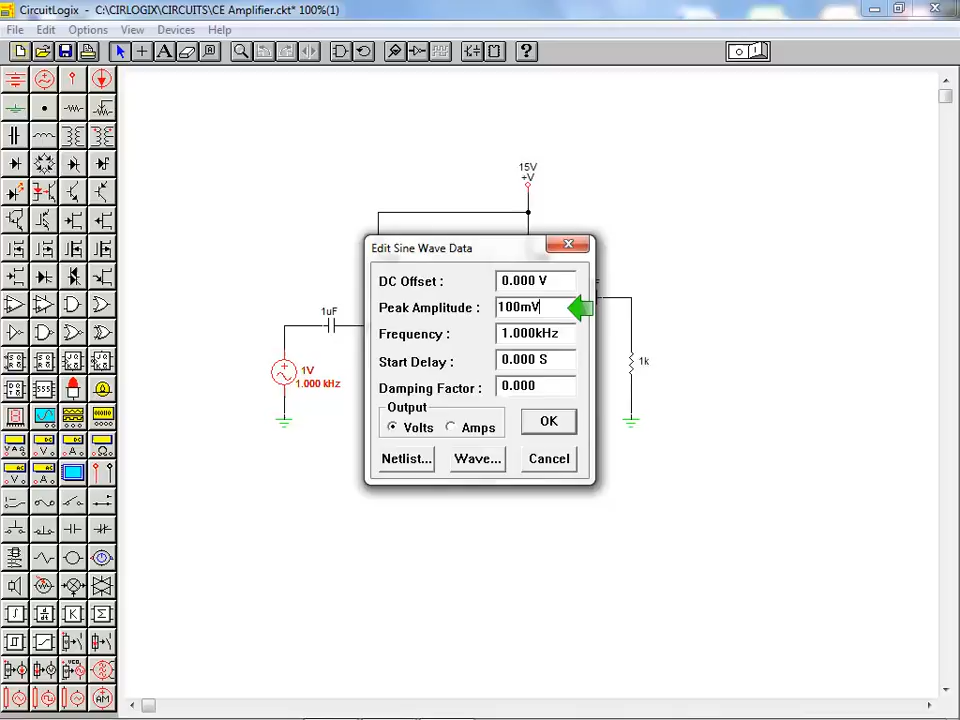 CircuitLogix - C:\CIRLOGIX\CIRCUITS\CE Amplifier.ckt* 100%(1)
File Edit Options View Devices Help
15V
+V
Edit Sine Wave Data
DC Offset : 0.000 V
Peak Amplitude : 100mV
Frequency : 1.000kHz
Start Delay : 0.000 S
Damping Factor : 0.000
Output
Volts Amps
OK
Netlist... Wave... Cancel
1uF
1V
1.000 kHz
1k
555
AM